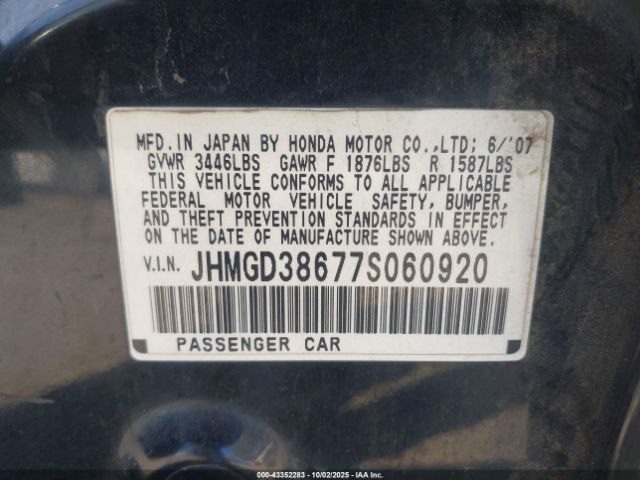 MFD.IN JAPAN BY HONDA MOTOR CO.,LTD; 6/'07
GVWR 3446LBS GAWR F 1876LBS R 1587LBS
THIS VEHICLE CONFORMS TO ALL APPLICABLE
FEDERAL MOTOR VEHICLE SAFETY, BUMPER,
AND THEFT PREVENTION STANDARDS IN EFFECT
ON THE DATE OF MANUFACTURE SHOWN ABOVE.
V.I.N. JHMGD38677S060920
PASSENGER CAR
000-43352283 - 10/02/2025 - IAA Inc.